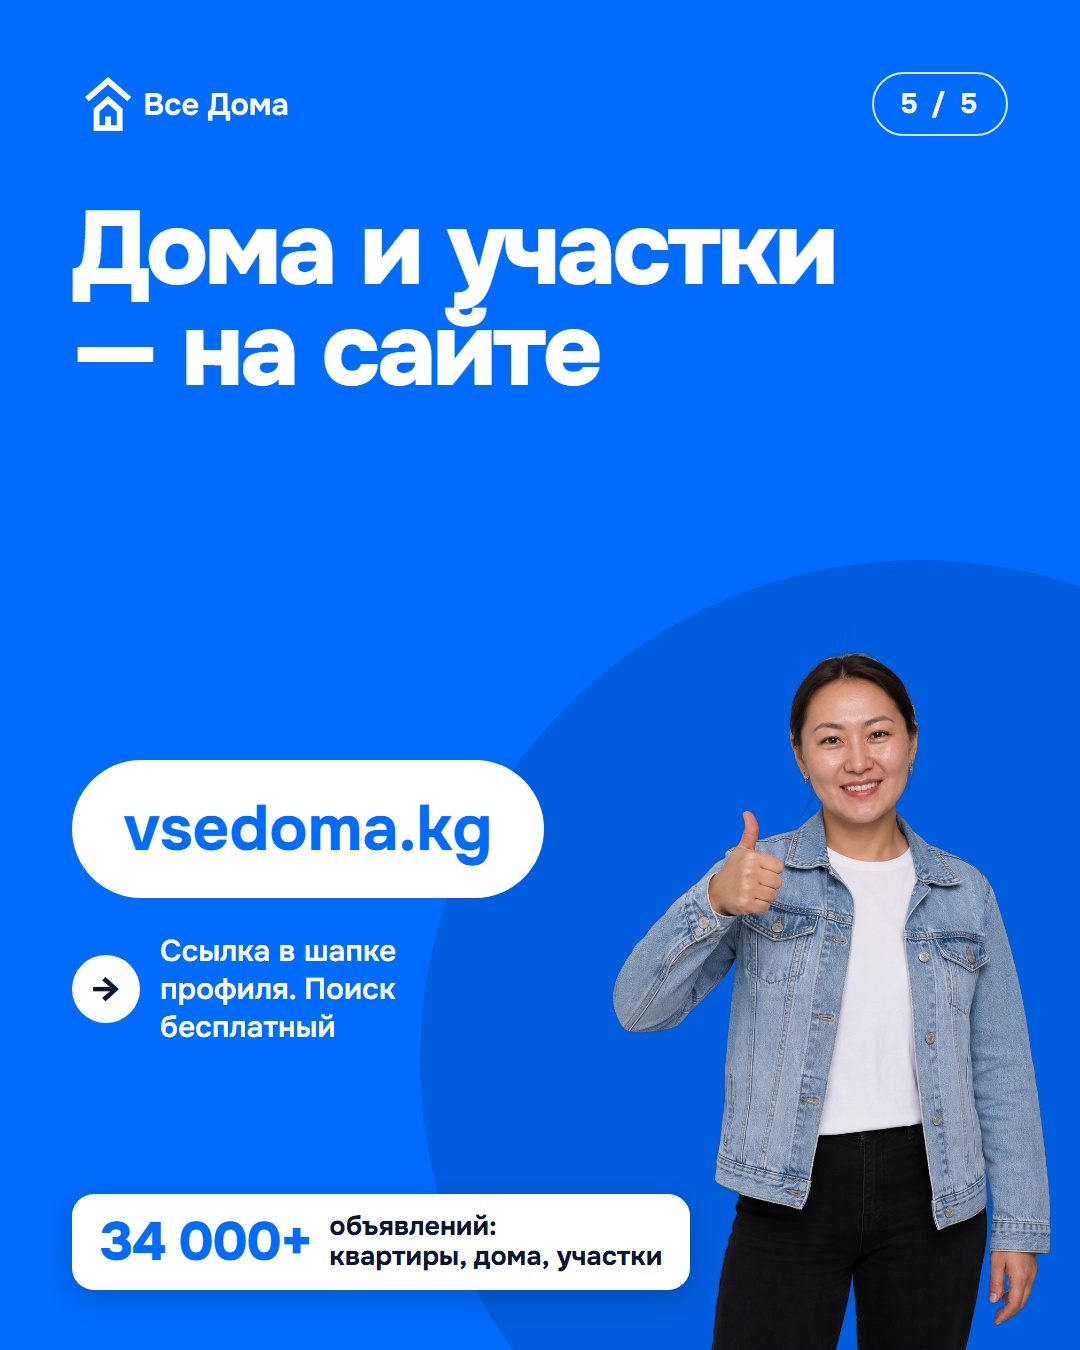 Все Дома
5 / 5
Дома и участки
— на сайте
vsedoma.kg
Ссылка в шапке
профиля. Поиск
бесплатный
34 000+
объявлений:
квартиры, дома, участки